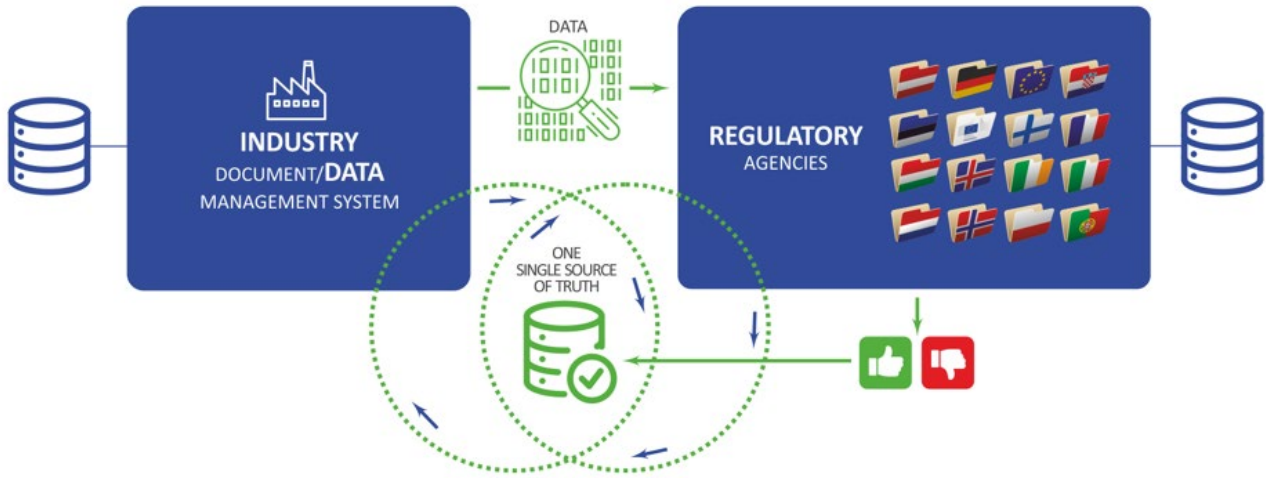 DATA
INDUSTRY
DOCUMENT/DATA
MANAGEMENT SYSTEM
REGULATORY
AGENCIES
ONE
SINGLE SOURCE
OF TRUTH